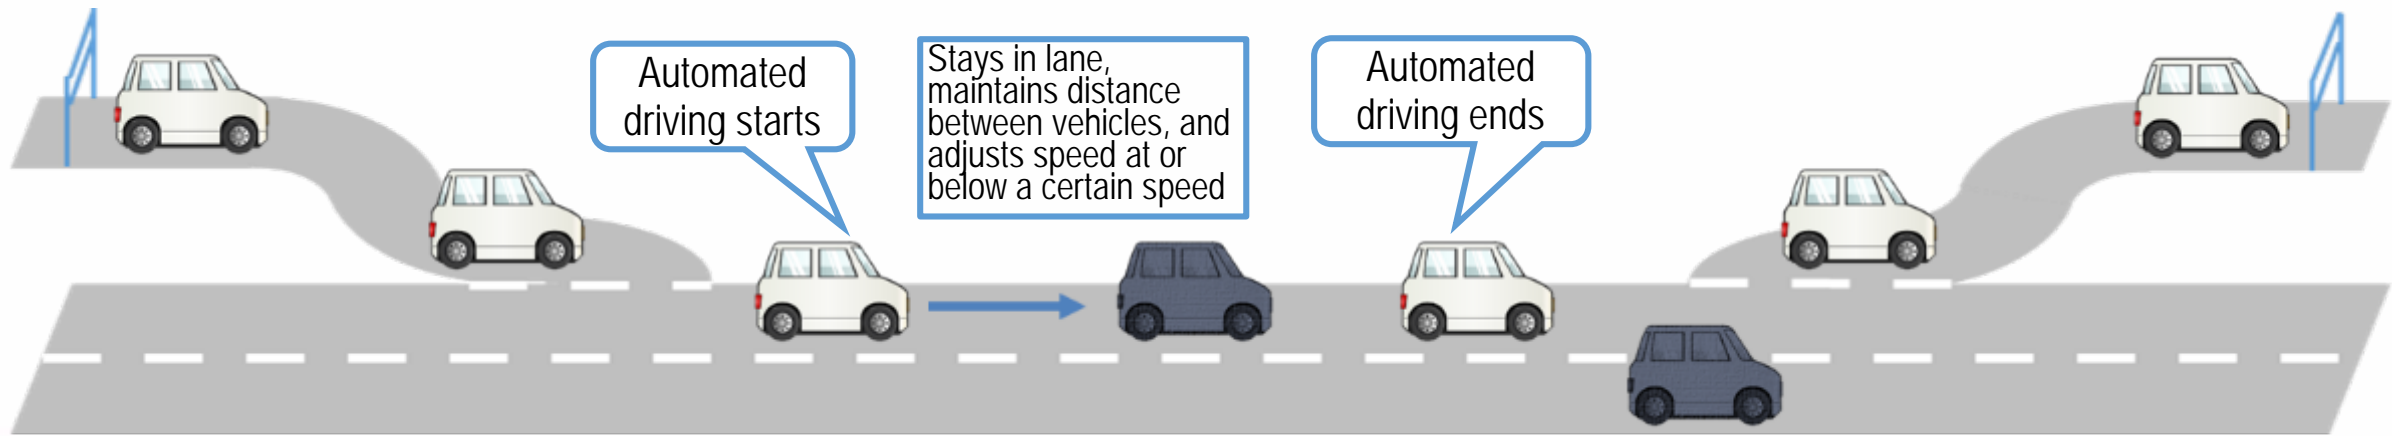 Automated
driving starts
Stays in lane,
maintains distance
between vehicles, and
adjusts speed at or
below a certain speed
Automated
driving ends